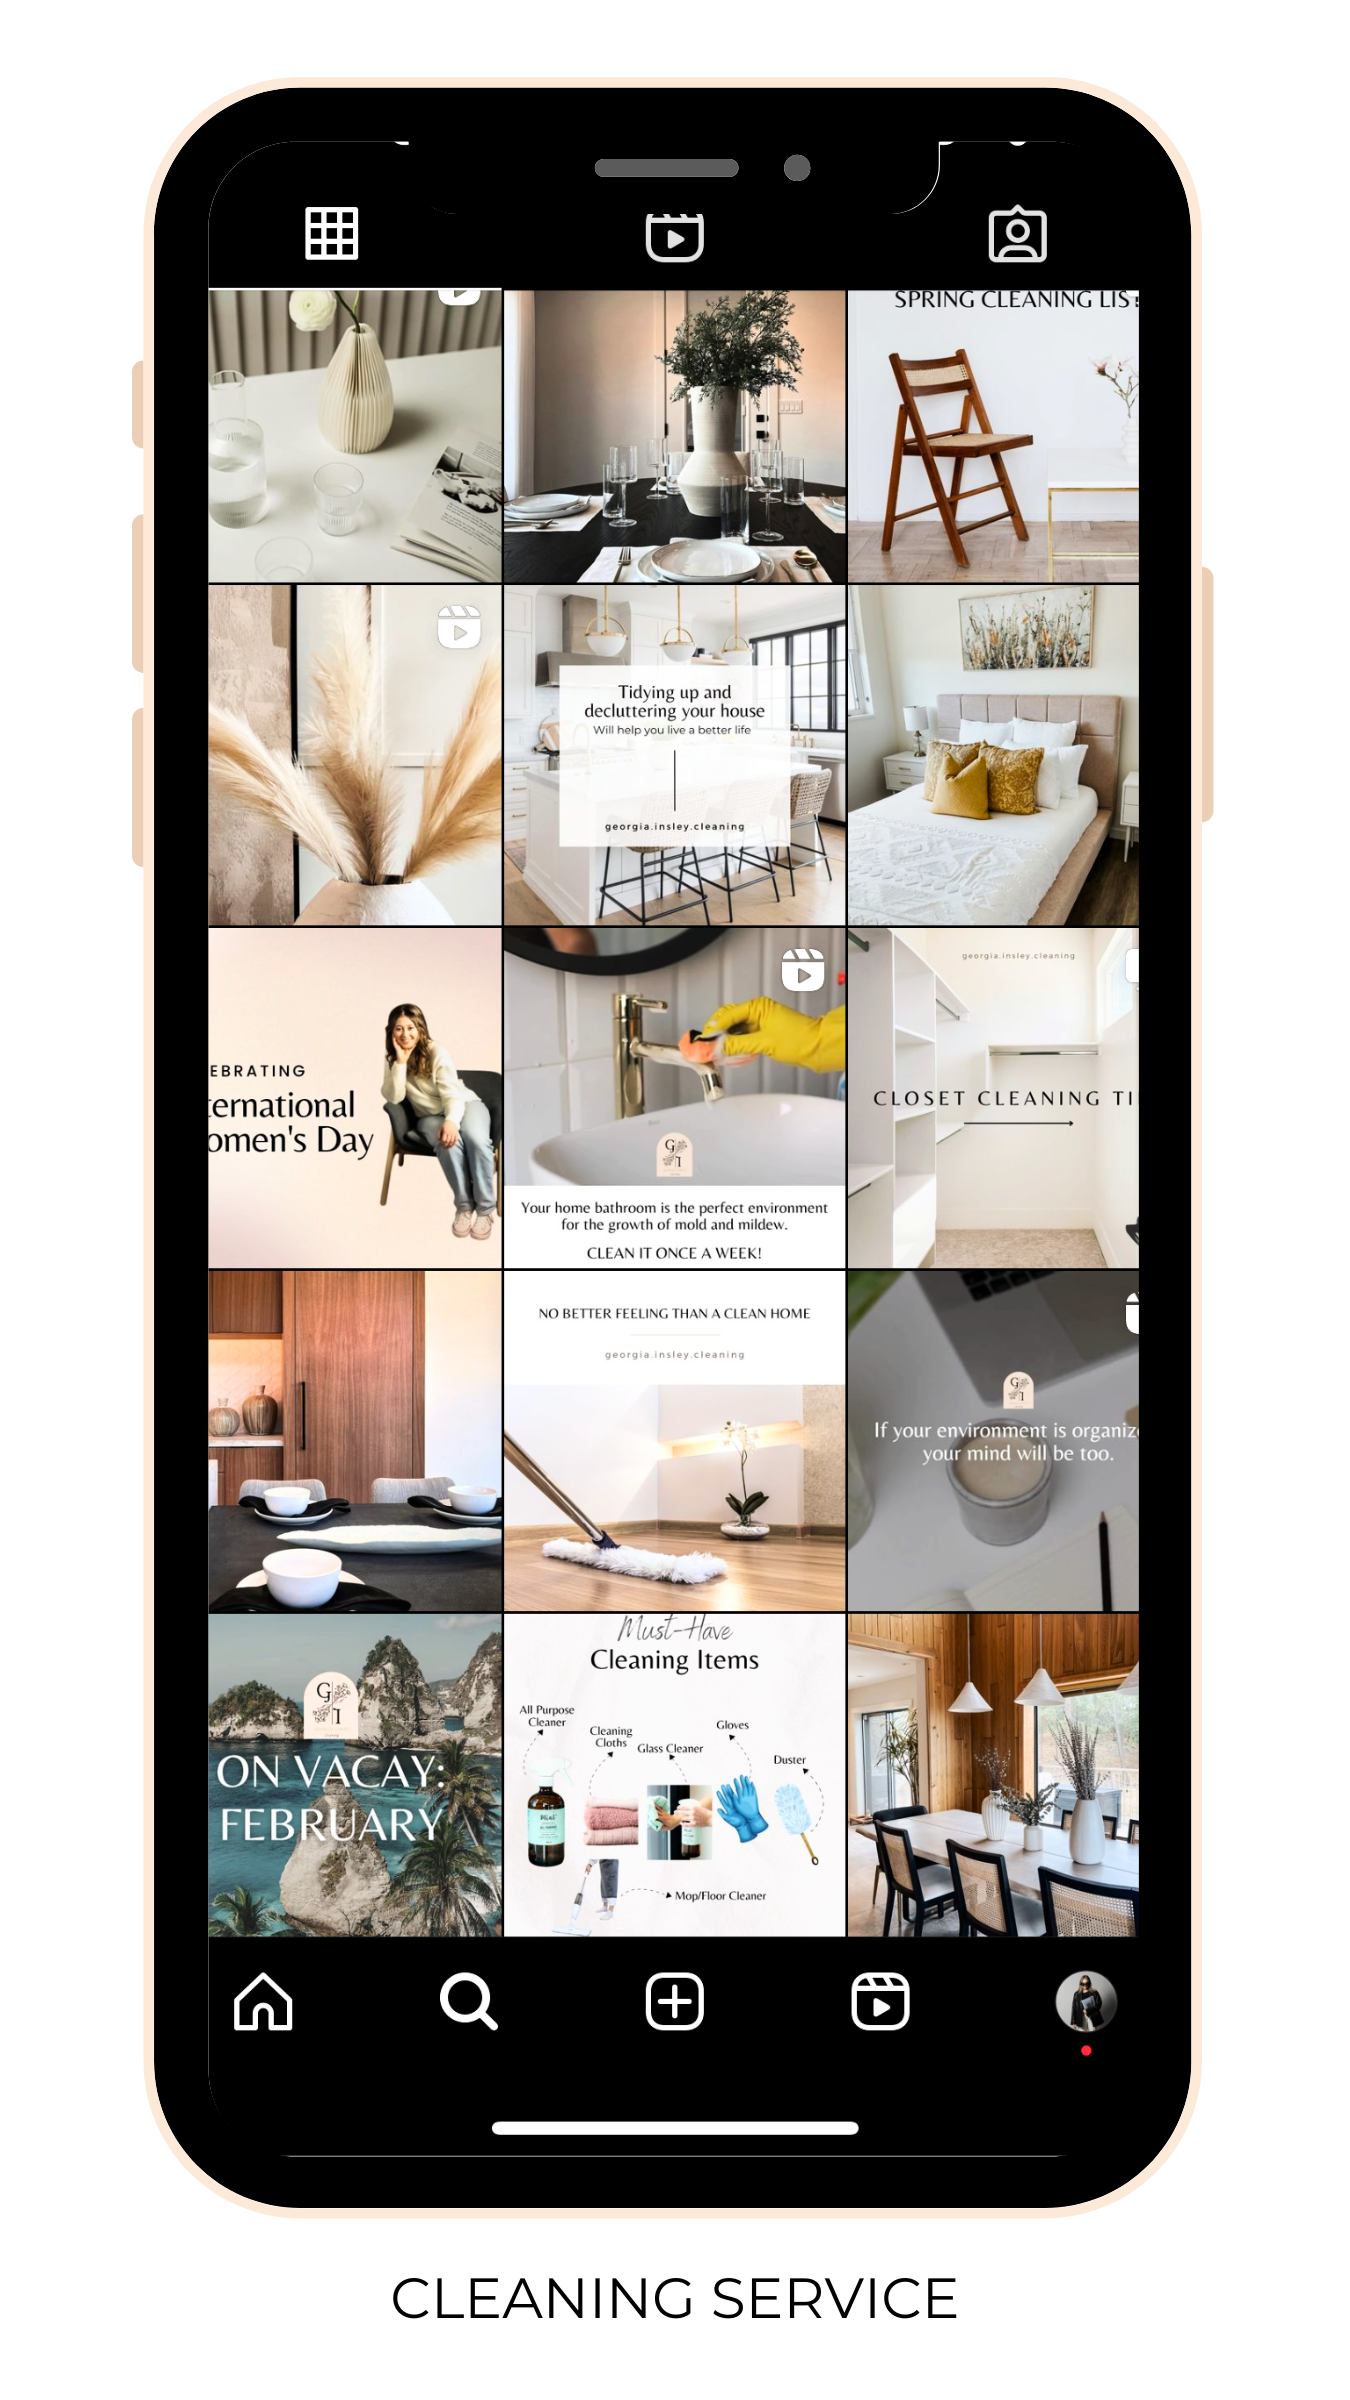 SPRING CLEANING LIST
Tidying up and
decluttering your house
Will help you live a better life
georgia.insley.cleaning
EBRATING
ternational
omen's Day
G
I
Your home bathroom is the perfect environment
for the growth of mold and mildew.
CLEAN IT ONCE A WEEK!
georgia.insley.cleaning
CLOSET CLEANING TI
NO BETTER FEELING THAN A CLEAN HOME
georgia.insley.cleaning
G
I
If your environment is organiz
your mind will be too.
G
I
ON VACAY:
FEBRUARY
Must-Have
Cleaning Items
All Purpose
Cleaner
Cleaning
Cloths
Glass Cleaner
Gloves
Duster
Mop/Floor Cleaner
CLEANING SERVICE